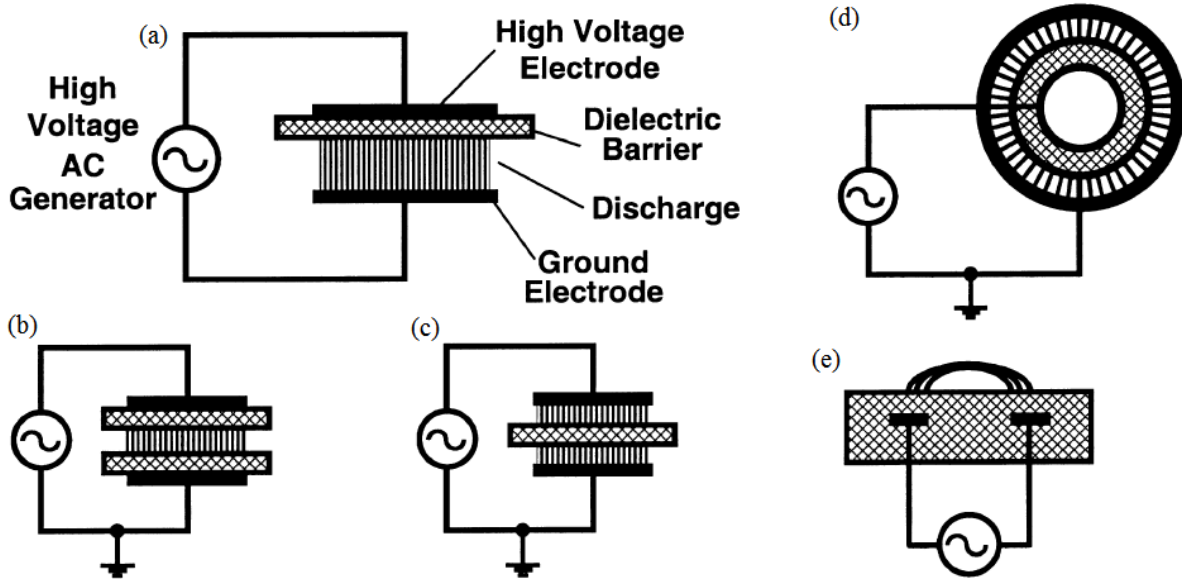 (a)
High Voltage
Electrode
High
Voltage
AC
Generator
Dielectric
Barrier
Discharge
Ground
Electrode
(d)
(b)
(c)
(e)